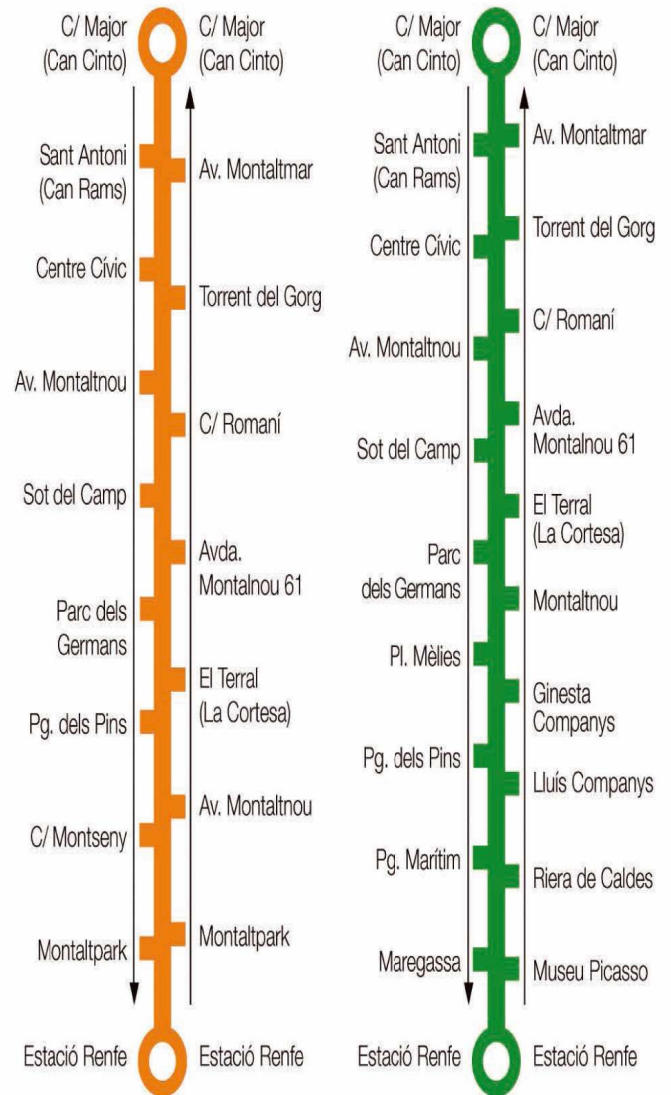 C/ Major
(Can Cinto)
Sant Antoni
(Can Rams)
Centre Cívic
Av. Montaltnou
Sot del Camp
Parc dels
Germans
Pg. dels Pins
C/ Montseny
Montaltpark
Estació Renfe
C/ Major
(Can Cinto)
Av. Montaltmar
Torrent del Gorg
C/ Romaní
Avda.
Montalnou 61
El Terral
(La Cortesa)
Av. Montaltnou
Montaltpark
Estació Renfe
C/ Major
(Can Cinto)
Sant Antoni
(Can Rams)
Centre Cívic
Av. Montaltnou
Sot del Camp
Parc
dels Germans
Pl. Mèlies
Pg. dels Pins
Pg. Marítim
Maregassa
Estació Renfe
C/ Major
(Can Cinto)
Av. Montaltmar
Torrent del Gorg
C/ Romaní
Avda.
Montalnou 61
El Terral
(La Cortesa)
Montaltnou
Ginesta
Companys
Lluís Companys
Riera de Caldes
Museu Picasso
Estació Renfe